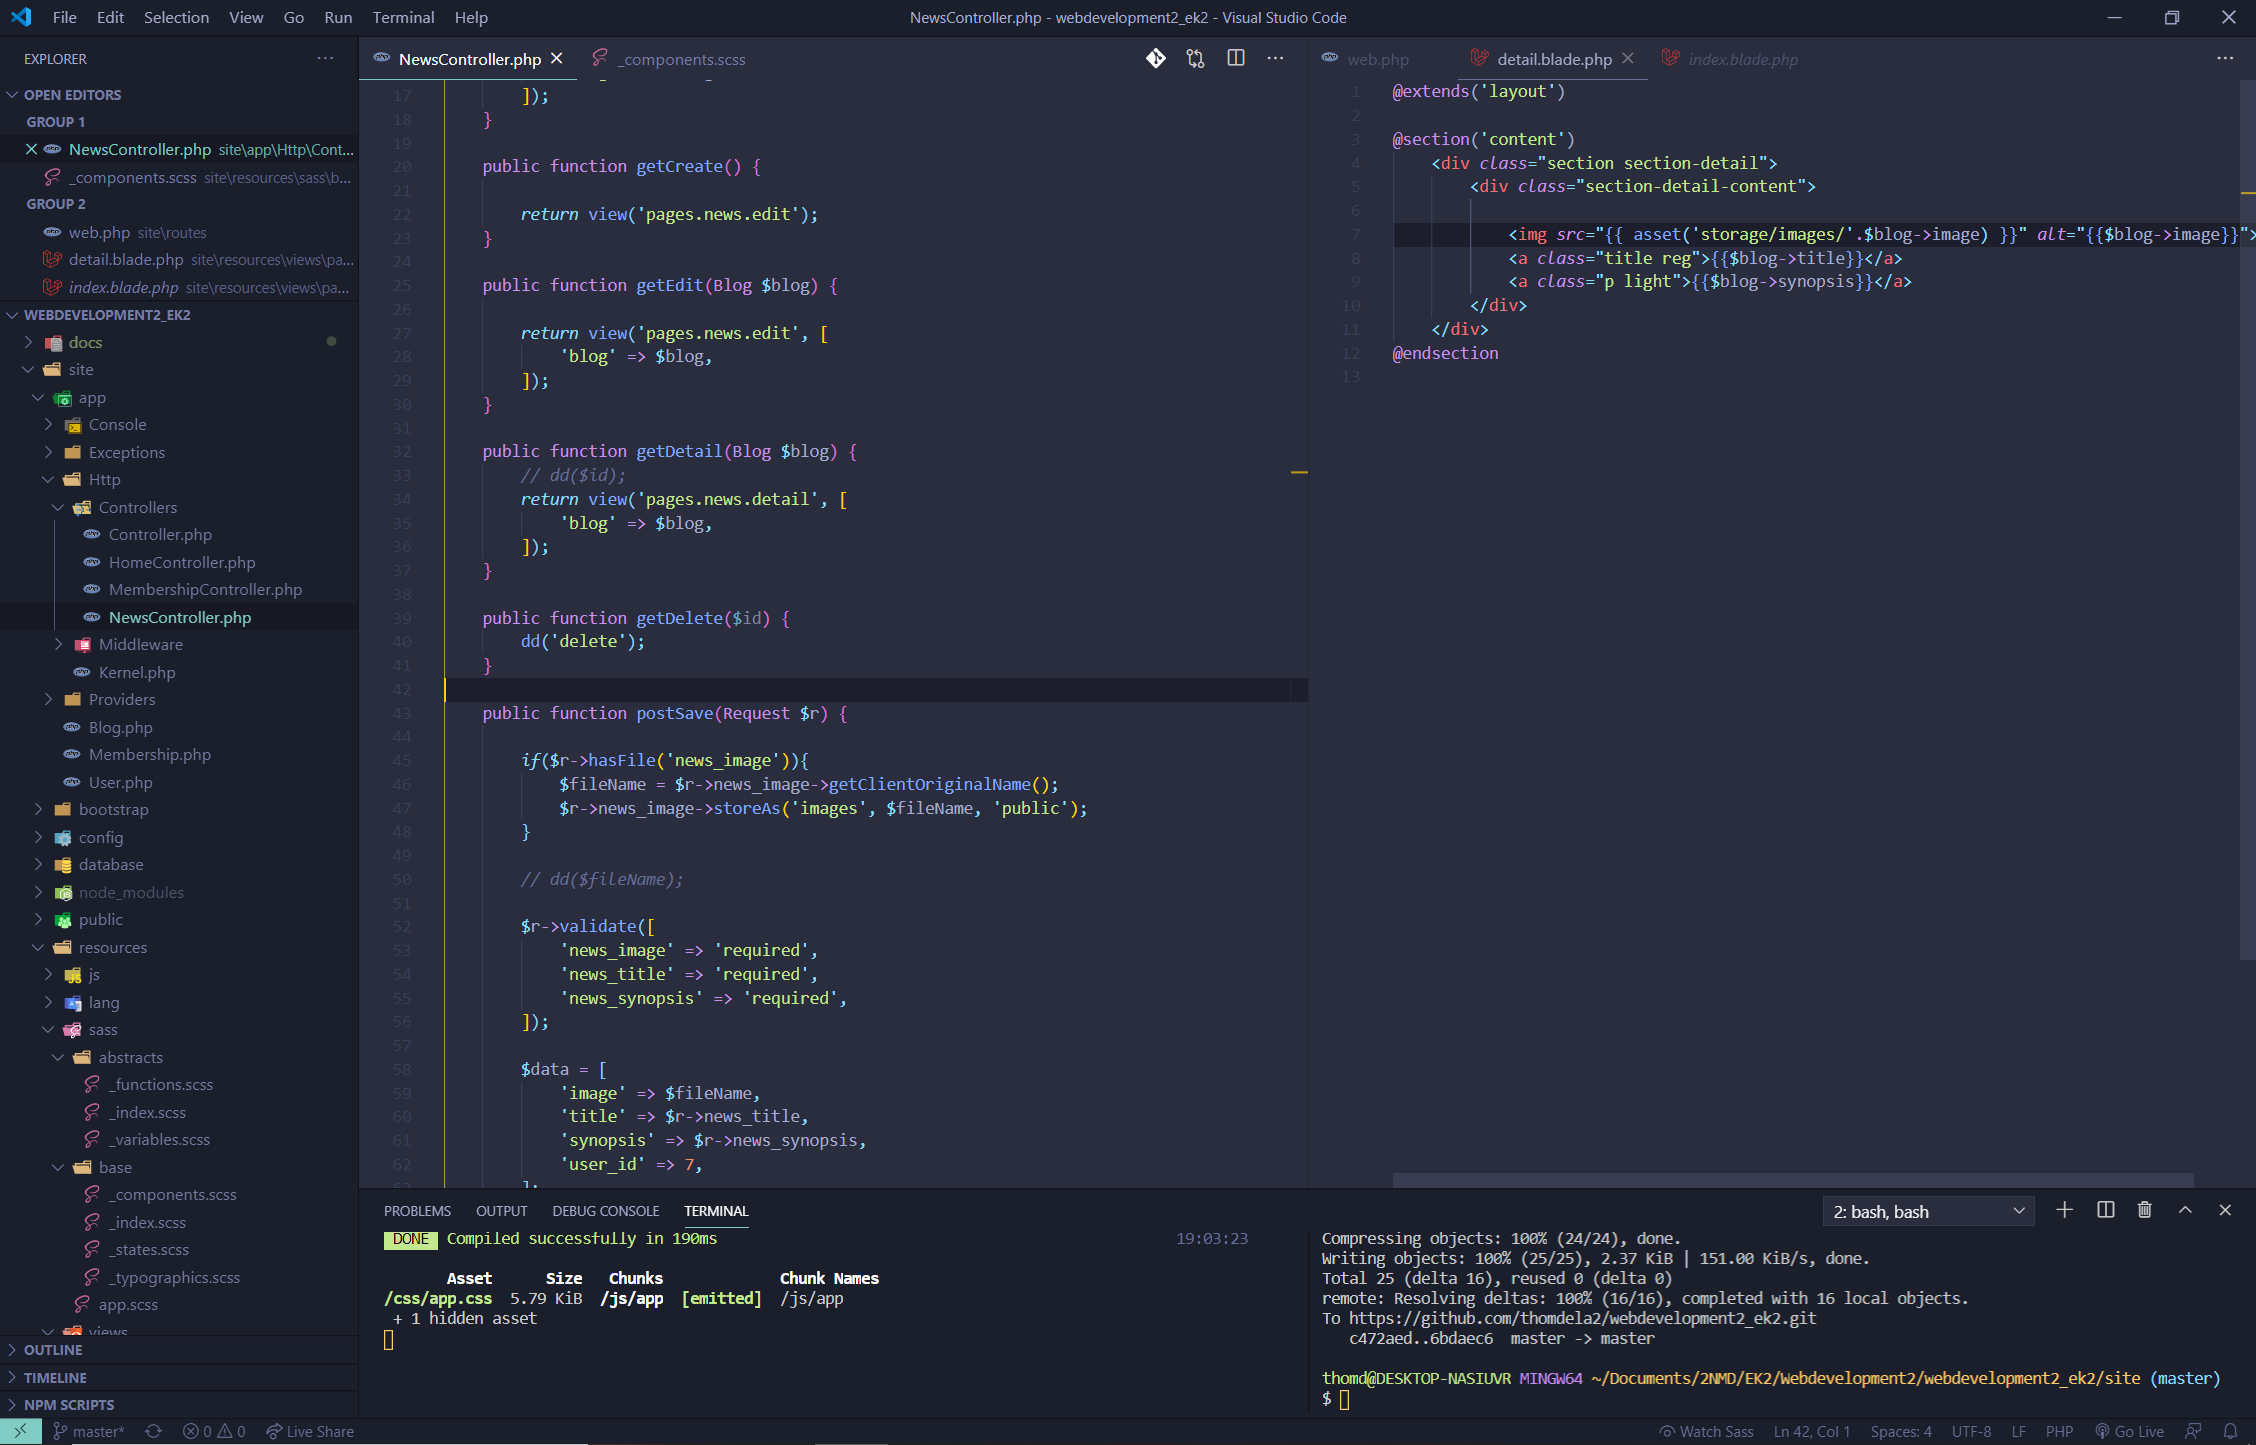 File Edit Selection View Go Run Terminal Help
NewsController.php - webdevelopment2_ek2 - Visual Studio Code
EXPLORER
OPEN EDITORS
GROUP 1
NewsController.php site\app\Http\Cont...
_components.scss site\resources\sass\b...
GROUP 2
web.php site\routes
detail.blade.php site\resources\views\pa...
index.blade.php site\resources\views\pa...
WEBDEVELOPMENT2_EK2
docs
site
app
Console
Exceptions
Http
Controllers
Controller.php
HomeController.php
MembershipController.php
NewsController.php
Middleware
Kernel.php
Providers
Blog.php
Membership.php
User.php
bootstrap
config
database
node_modules
public
resources
js
lang
sass
abstracts
_functions.scss
_index.scss
_variables.scss
base
_components.scss
_index.scss
_states.scss
_typographics.scss
app.scss
views
OUTLINE
TIMELINE
NPM SCRIPTS
NewsController.php
_components.scss
17 ]);
18 }
19
20 public function getCreate() {
21
22 return view('pages.news.edit');
23 }
24
25 public function getEdit(Blog $blog) {
26
27 return view('pages.news.edit', [
28 'blog' => $blog,
29 ]);
30 }
31
32 public function getDetail(Blog $blog) {
33 // dd($id);
34 return view('pages.news.detail', [
35 'blog' => $blog,
36 ]);
37 }
38
39 public function getDelete($id) {
40 dd('delete');
41 }
42
43 public function postSave(Request $r) {
44
45 if($r->hasFile('news_image')){
46 $fileName = $r->news_image->getClientOriginalName();
47 $r->news_image->storeAs('images', $fileName, 'public');
48 }
49
50 // dd($fileName);
51
52 $r->validate([
53 'news_image' => 'required',
54 'news_title' => 'required',
55 'news_synopsis' => 'required',
56 ]);
57
58 $data = [
59 'image' => $fileName,
60 'title' => $r->news_title,
61 'synopsis' => $r->news_synopsis,
62 'user_id' => 7,
web.php
detail.blade.php
index.blade.php
1 @extends('layout')
2
3 @section('content')
4 <div class="section section-detail">
5 <div class="section-detail-content">
6
7 <img src="{{ asset('storage/images/'.$blog->image) }}" alt="{{$blog->image}}">
8 <a class="title reg">{{$blog->title}}</a>
9 <a class="p light">{{$blog->synopsis}}</a>
10 </div>
11 </div>
12 @endsection
13
PROBLEMS OUTPUT DEBUG CONSOLE TERMINAL
2: bash, bash
DONE Compiled successfully in 190ms 19:03:23
Asset Size Chunks Chunk Names
/css/app.css 5.79 KiB /js/app [emitted] /js/app
+ 1 hidden asset
Compressing objects: 100% (24/24), done.
Writing objects: 100% (25/25), 2.37 KiB | 151.00 KiB/s, done.
Total 25 (delta 16), reused 0 (delta 0)
remote: Resolving deltas: 100% (16/16), completed with 16 local objects.
To https://github.com/thomdela2/webdevelopment2_ek2.git
c472aed..6bdaec6 master -> master
thomd@DESKTOP-NASIUVR MINGW64 ~/Documents/2NMD/EK2/Webdevelopment2/webdevelopment2_ek2/site (master)
$
master* 0 0 Live Share
Watch Sass Ln 42, Col 1 Spaces: 4 UTF-8 LF PHP Go Live